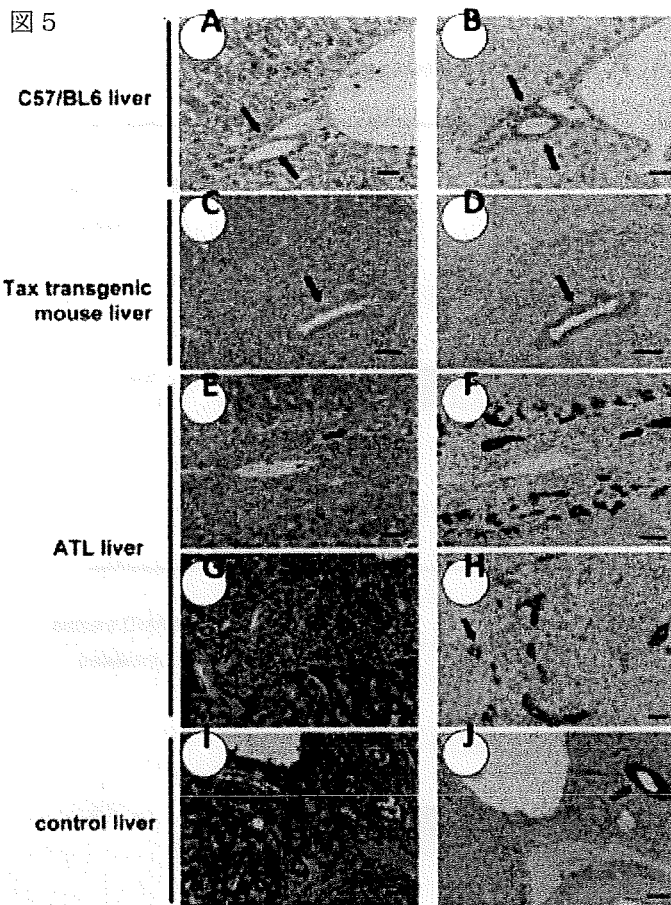 図 5
A
B
C57/BL6 liver
C
D
Tax transgenic
mouse liver
E
F
ATL liver
G
H
I
J
control liver